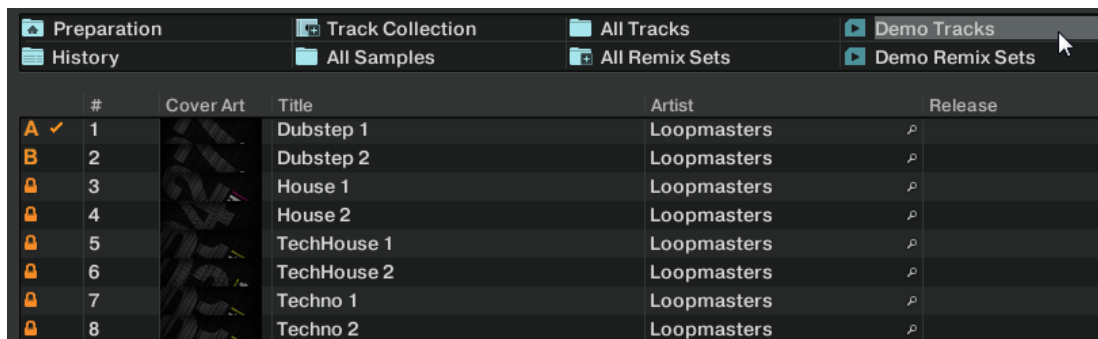 Preparation Track Collection All Tracks Demo Tracks
History All Samples All Remix Sets Demo Remix Sets
# Cover Art Title Artist Release
A 1 Dubstep 1 Loopmasters
B 2 Dubstep 2 Loopmasters
3 House 1 Loopmasters
4 House 2 Loopmasters
5 TechHouse 1 Loopmasters
6 TechHouse 2 Loopmasters
7 Techno 1 Loopmasters
8 Techno 2 Loopmasters